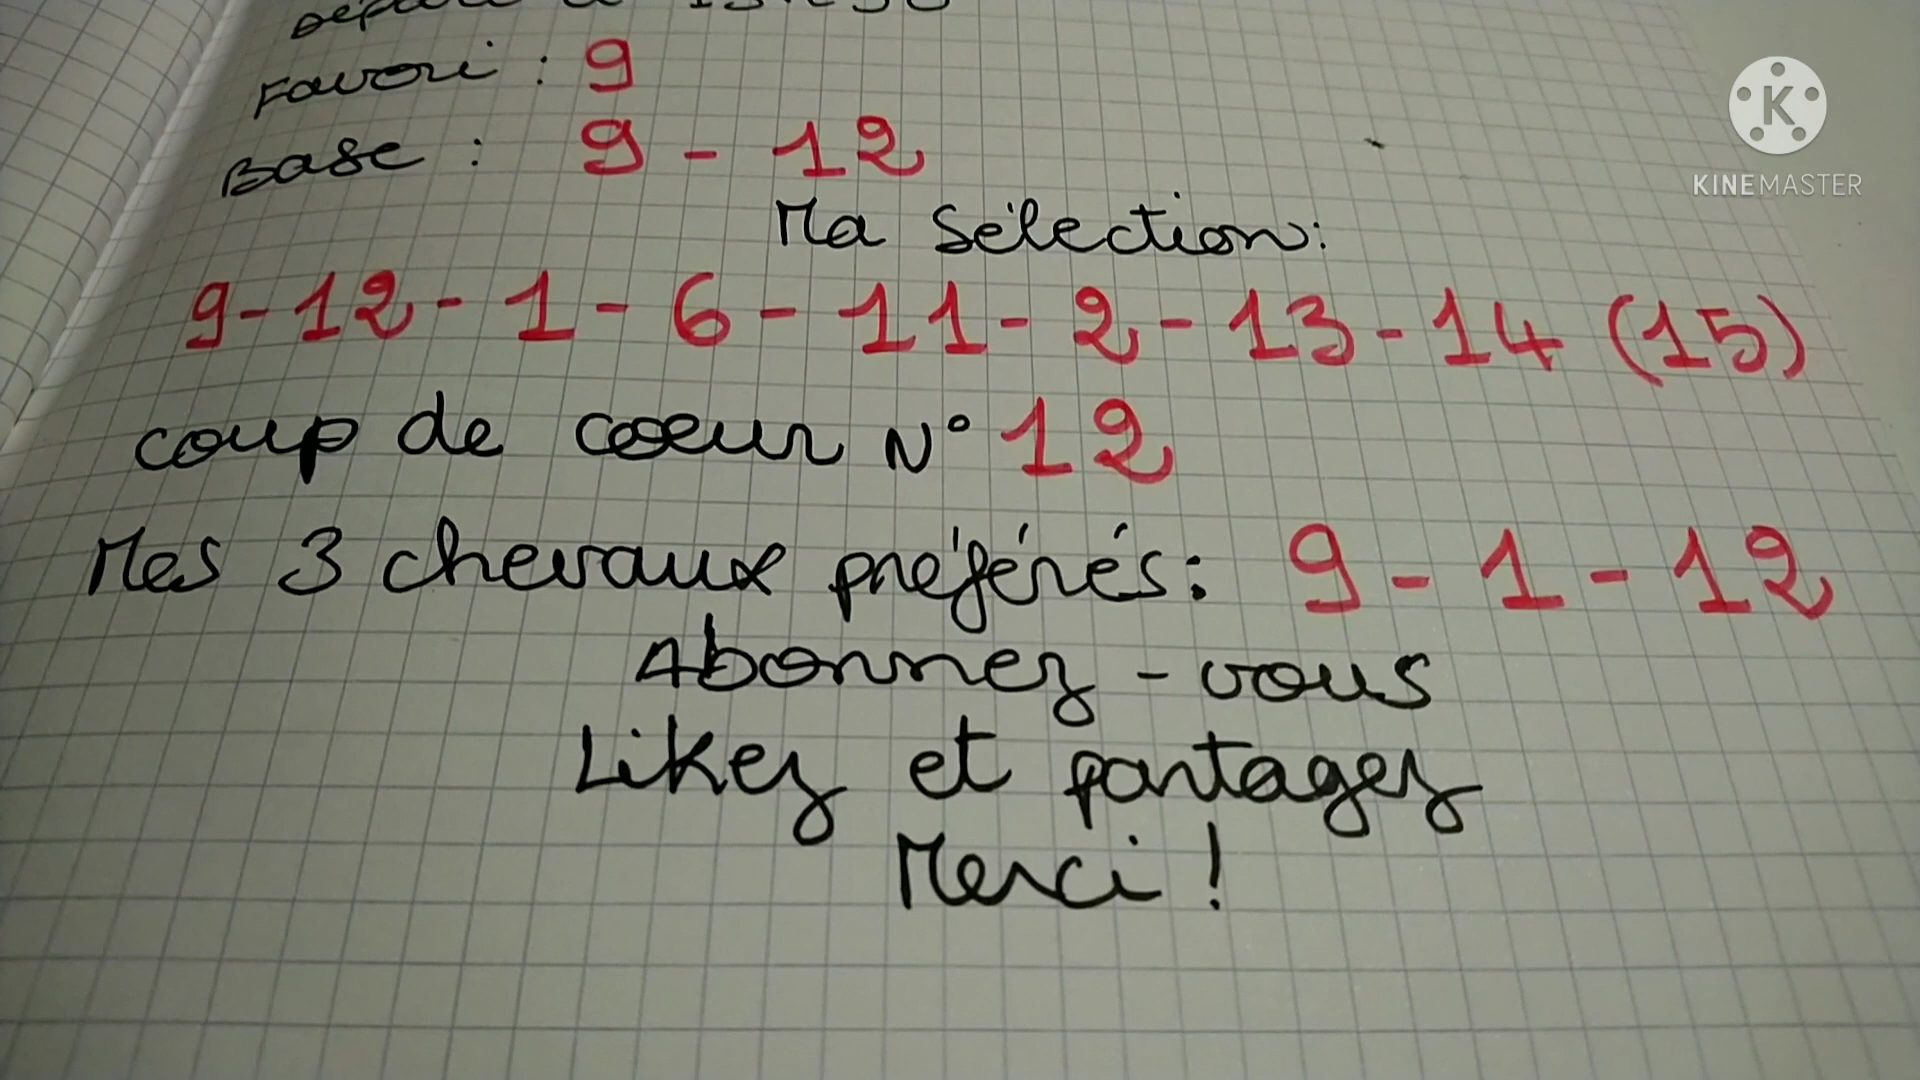 Favori : 9
Base : 9 - 12
Ma Sélection:
9-12-1-6-11-2-13-14 (15)
coup de coeur N° 12
Mes 3 chevaux préférés: 9-1-12
Abonnez-vous
Likez et partagez
Merci !
KINEMASTER